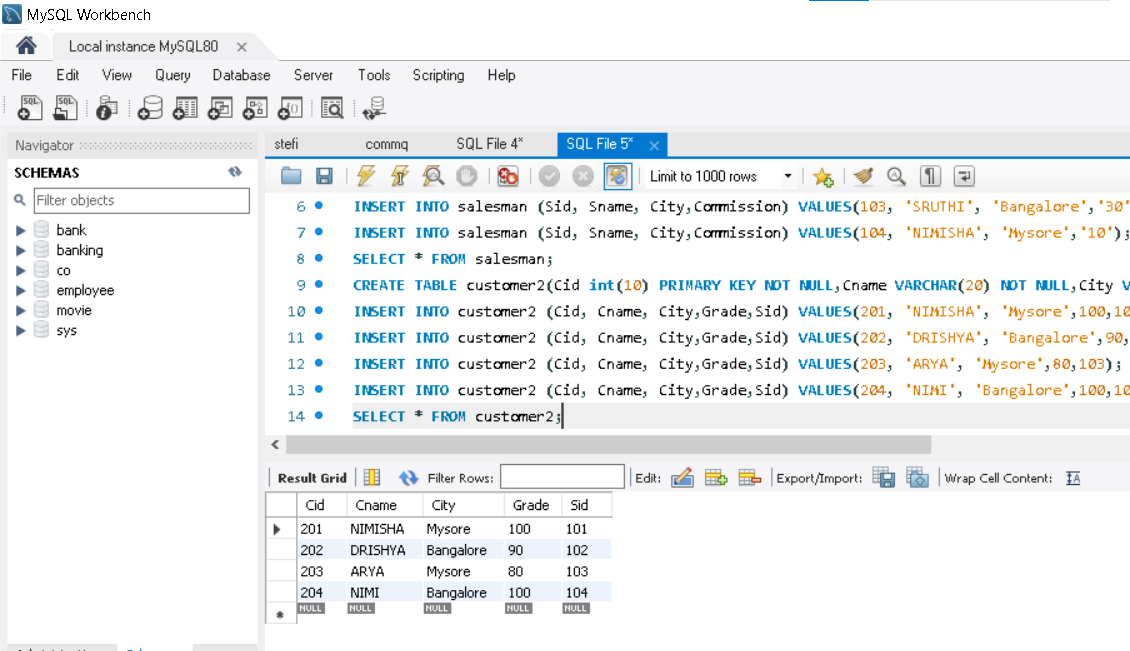 MySQL Workbench
Local instance MySQL80
File Edit View Query Database Server Tools Scripting Help
Navigator
SCHEMAS
Filter objects
bank
banking
co
employee
movie
sys
stefi commq SQL File 4* SQL File 5*
Limit to 1000 rows
6 INSERT INTO salesman (Sid, Sname, City,Commission) VALUES(103, 'SRUTHI', 'Bangalore','30'
7 INSERT INTO salesman (Sid, Sname, City,Commission) VALUES(104, 'NIMISHA', 'Mysore','10');
8 SELECT * FROM salesman;
9 CREATE TABLE customer2(Cid int(10) PRIMARY KEY NOT NULL,Cname VARCHAR(20) NOT NULL,City V
10 INSERT INTO customer2 (Cid, Cname, City,Grade,Sid) VALUES(201, 'NIMISHA', 'Mysore',100,10
11 INSERT INTO customer2 (Cid, Cname, City,Grade,Sid) VALUES(202, 'DRISHYA', 'Bangalore',90,
12 INSERT INTO customer2 (Cid, Cname, City,Grade,Sid) VALUES(203, 'ARYA', 'Mysore',80,103);
13 INSERT INTO customer2 (Cid, Cname, City,Grade,Sid) VALUES(204, 'NIMI', 'Bangalore',100,10
14 SELECT * FROM customer2;
Result Grid Filter Rows: Edit: Export/Import: Wrap Cell Content:
Cid Cname City Grade Sid
201 NIMISHA Mysore 100 101
202 DRISHYA Bangalore 90 102
203 ARYA Mysore 80 103
204 NIMI Bangalore 100 104
NULL NULL NULL NULL NULL